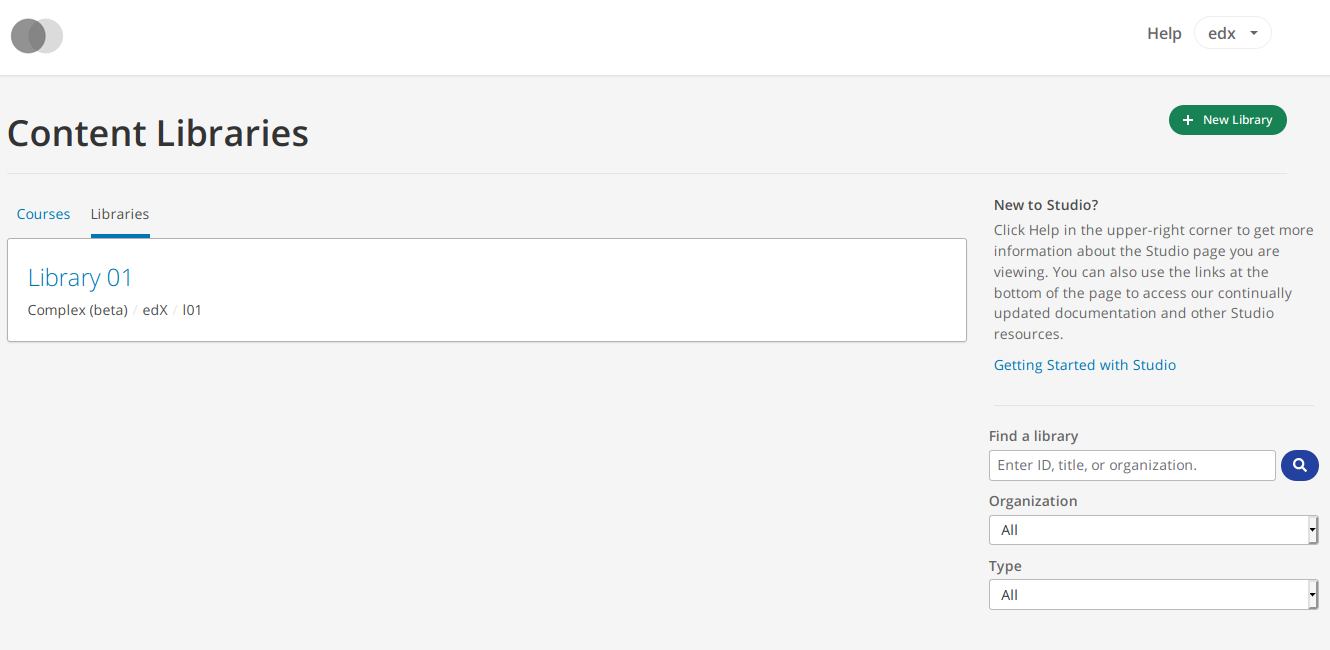 Help
edx
Content Libraries
+ New Library
Courses
Libraries
Library 01
Complex (beta) / edX / l01
New to Studio?
Click Help in the upper-right corner to get more
information about the Studio page you are
viewing. You can also use the links at the
bottom of the page to access our continually
updated documentation and other Studio
resources.
Getting Started with Studio
Find a library
Enter ID, title, or organization.
Organization
All
Type
All